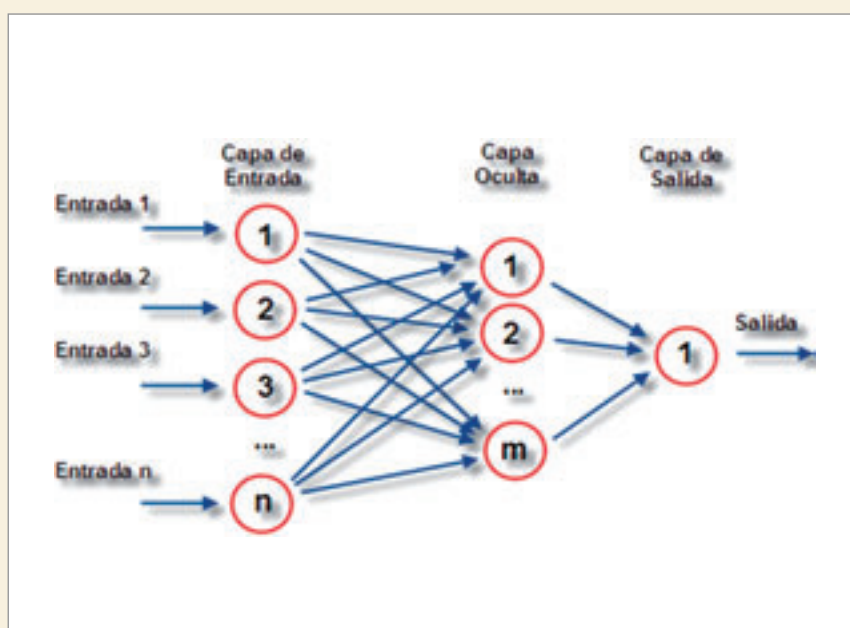 Capa de
Entrada
Capa
Oculta
Capa de
Salida
Entrada 1
1
1
Entrada 2
2
2
Salida
Entrada 3
3
1
...
...
Entrada n
m
n